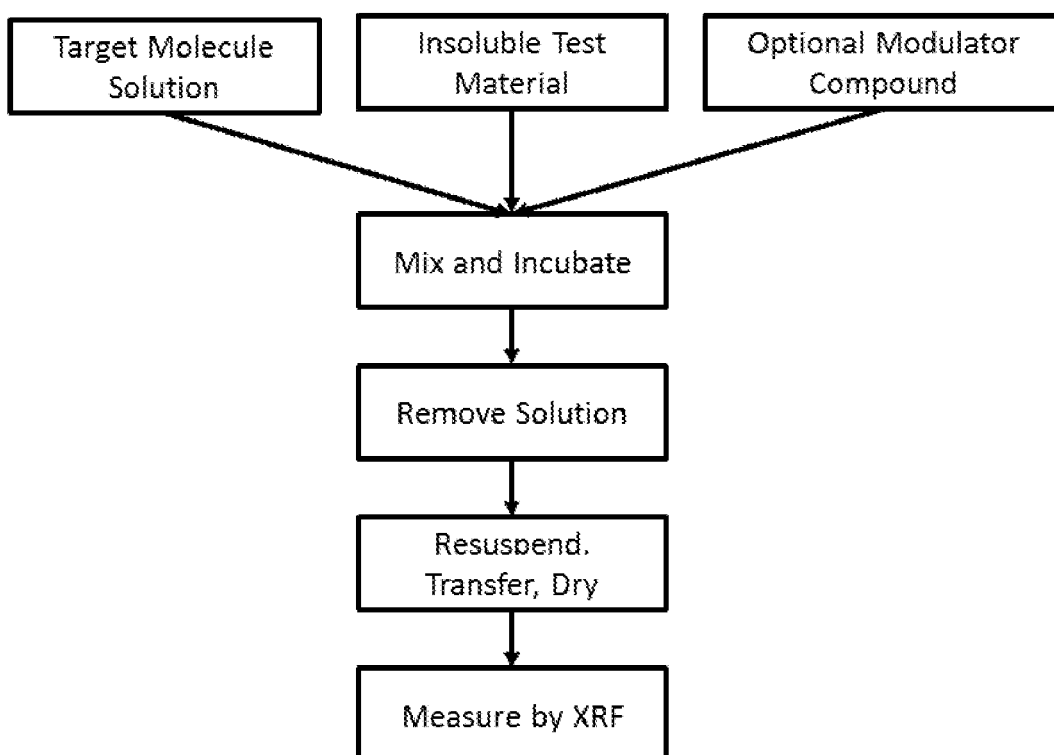 Target Molecule
Solution
Insoluble Test
Material
Optional Modulator
Compound
Mix and Incubate
Remove Solution
Resuspend,
Transfer, Dry
Measure by XRF